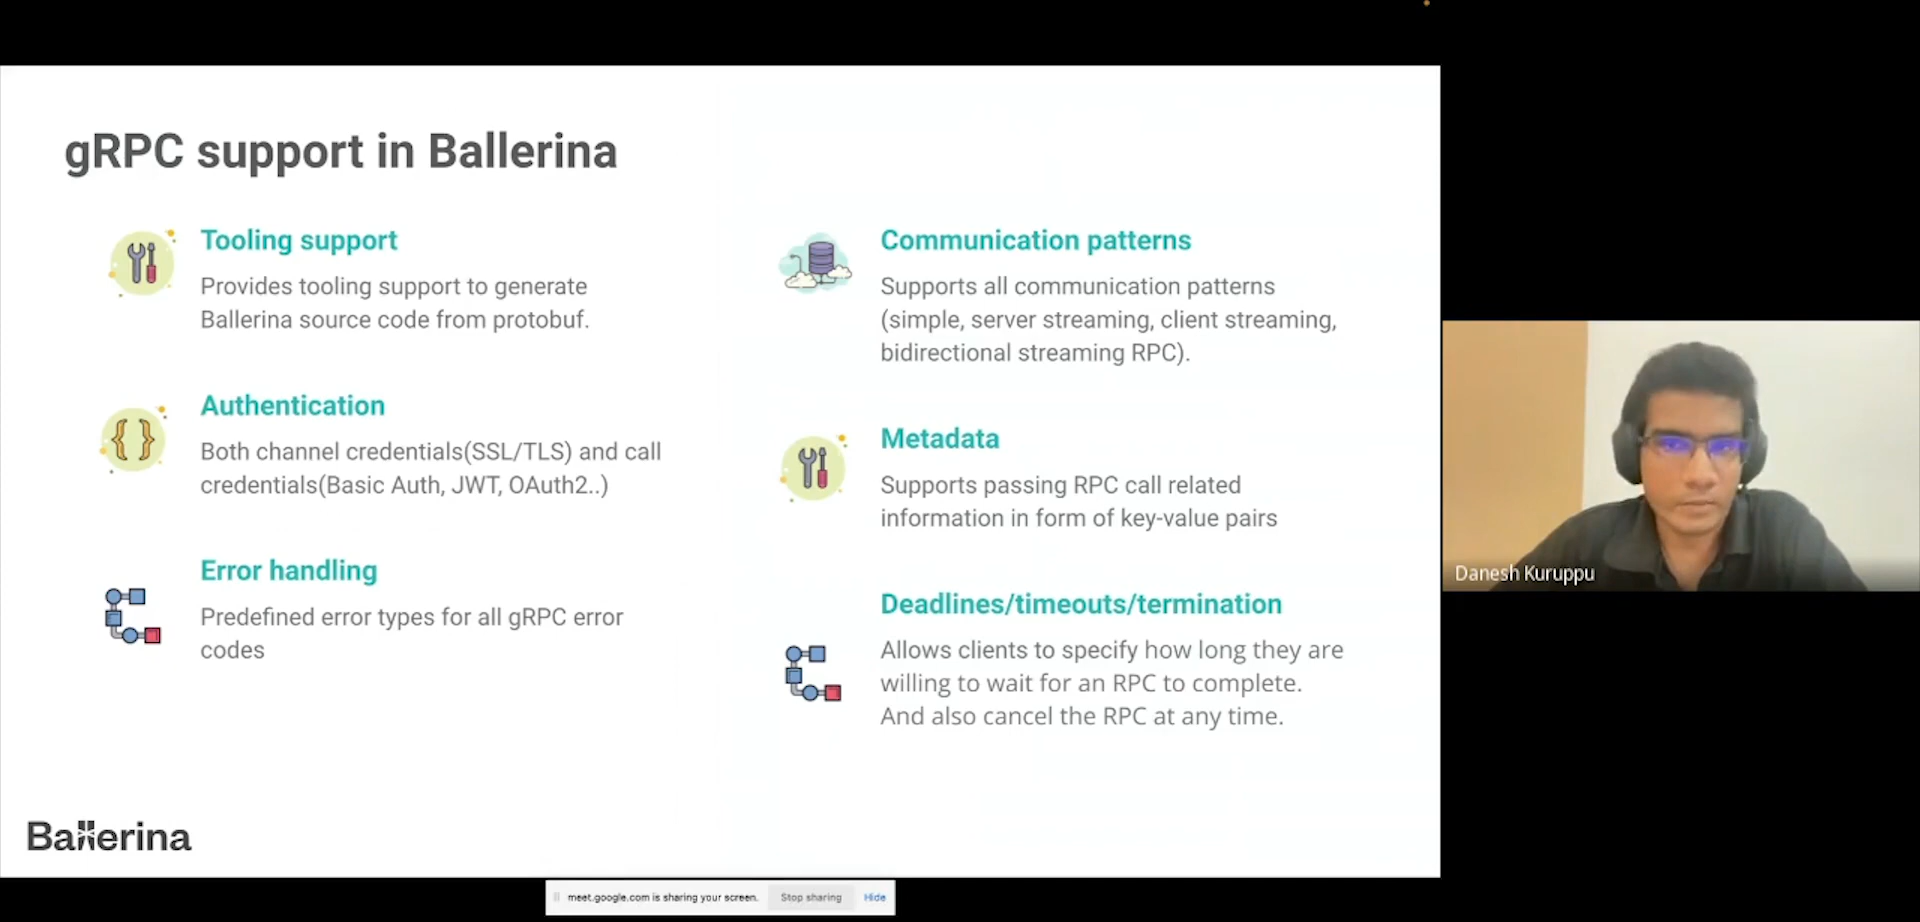 gRPC support in Ballerina
Tooling support
Provides tooling support to generate
Ballerina source code from protobuf.
Authentication
Both channel credentials(SSL/TLS) and call
credentials(Basic Auth, JWT, OAuth2..)
Error handling
Predefined error types for all gRPC error
codes
Communication patterns
Supports all communication patterns
(simple, server streaming, client streaming,
bidirectional streaming RPC).
Metadata
Supports passing RPC call related
information in form of key-value pairs
Deadlines/timeouts/termination
Allows clients to specify how long they are
willing to wait for an RPC to complete.
And also cancel the RPC at any time.
Ballerina
Danesh Kuruppu
meet.google.com is sharing your screen. Stop sharing Hide